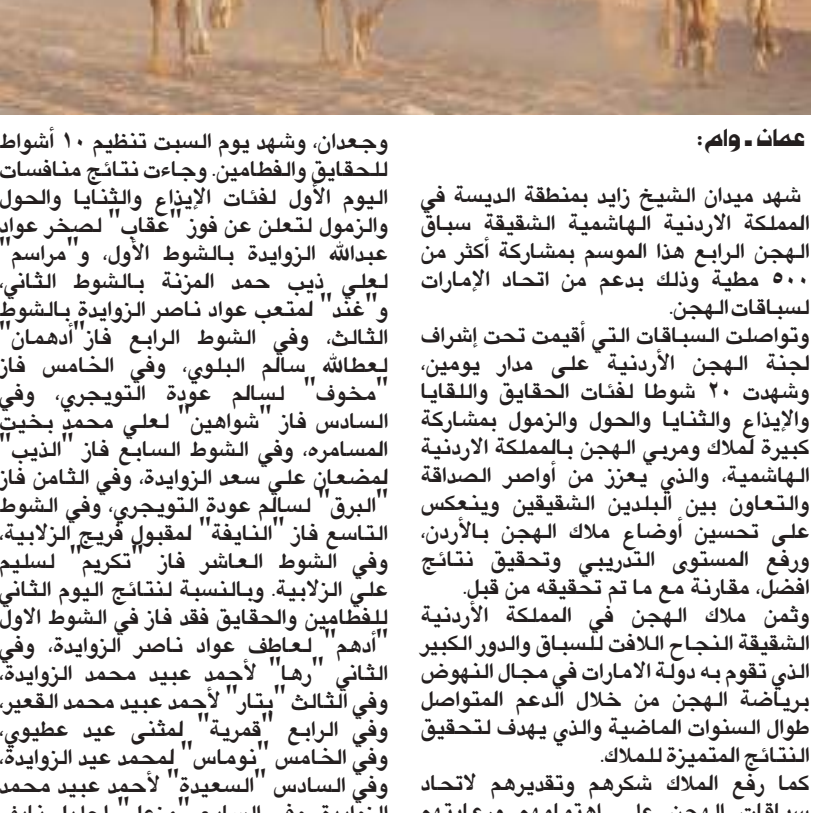 عمان ـ وام:
شهد ميدان الشيخ زايد بمنطقة الديسة في
المملكة الاردنية الهاشمية الشقيقة سباق
الهجن الرابع هذا الموسم بمشاركة أكثر من
٥٠٠ مطية وذلك بدعم من اتحاد الإمارات
لسباقات الهجن.
وتواصلت السباقات التي أقيمت تحت إشراف
لجنة الهجن الأردنية على مدار يومين،
وشهدت ٢٠ شوطا لفئات الحقايق واللقايا
والإيذاع والثنايا والحول والزمول بمشاركة
كبيرة لملاك ومربي الهجن بالمملكة الاردنية
الهاشمية، والذي يعزز من أواصر الصداقة
والتعاون بين البلدين الشقيقين وينعكس
على تحسين أوضاع ملاك الهجن بالأردن،
ورفع المستوى التدريبي وتحقيق نتائج
افضل، مقارنة مع ما تم تحقيقه من قبل.
وثمن ملاك الهجن في المملكة الأردنية
الشقيقة النجاح اللافت للسباق والدور الكبير
الذي تقوم به دولة الامارات في مجال النهوض
برياضة الهجن من خلال الدعم المتواصل
طوال السنوات الماضية والذي يهدف لتحقيق
النتائج المتميزة للملاك.
كما رفع الملاك شكرهم وتقديرهم لاتحاد
سباقات الهجن على اهتمامهم ورعايتهم
وجعدان، وشهد يوم السبت تنظيم ١٠ أشواط
للحقايق والفطامين. وجاءت نتائج منافسات
اليوم الأول لفئات الإيذاع والثنايا والحول
والزمول لتعلن عن فوز "عقاب" لصخر عواد
عبدالله الزوايدة بالشوط الأول، و"مراسم"
لعلي ذيب حمد المزنة بالشوط الثاني،
و"غند" لمتعب عواد ناصر الزوايدة بالشوط
الثالث، وفي الشوط الرابع فاز"أدهمان"
لعطالله سالم البلوي، وفي الخامس فاز
"مخوف" لسالم عودة التويجري، وفي
السادس فاز "شواهين" لعلي محمد بخيت
المسامره، وفي الشوط السابع فاز "الذيب"
لمضعان علي سعد الزوايدة، وفي الثامن فاز
"البرق" لسالم عودة التويجري، وفي الشوط
التاسع فاز "النايفة" لمقبول فريج الزلابية،
وفي الشوط العاشر فاز "تكريم" لسليم
علي الزلابية. وبالنسبة لنتائج اليوم الثاني
للفطامين والحقايق فقد فاز في الشوط الاول
"أدهم" لعاطف عواد ناصر الزوايدة، وفي
الثاني "رها" لأحمد عبيد محمد الزوايدة،
وفي الثالث "بتار" لأحمد عبيد محمد القعير،
وفي الرابع "قمرية" لمثنى عيد عطيوي،
وفي الخامس "نوماس" لمحمد عيد الزوايدة،
وفي السادس "السعيدة" لأحمد عبيد محمد